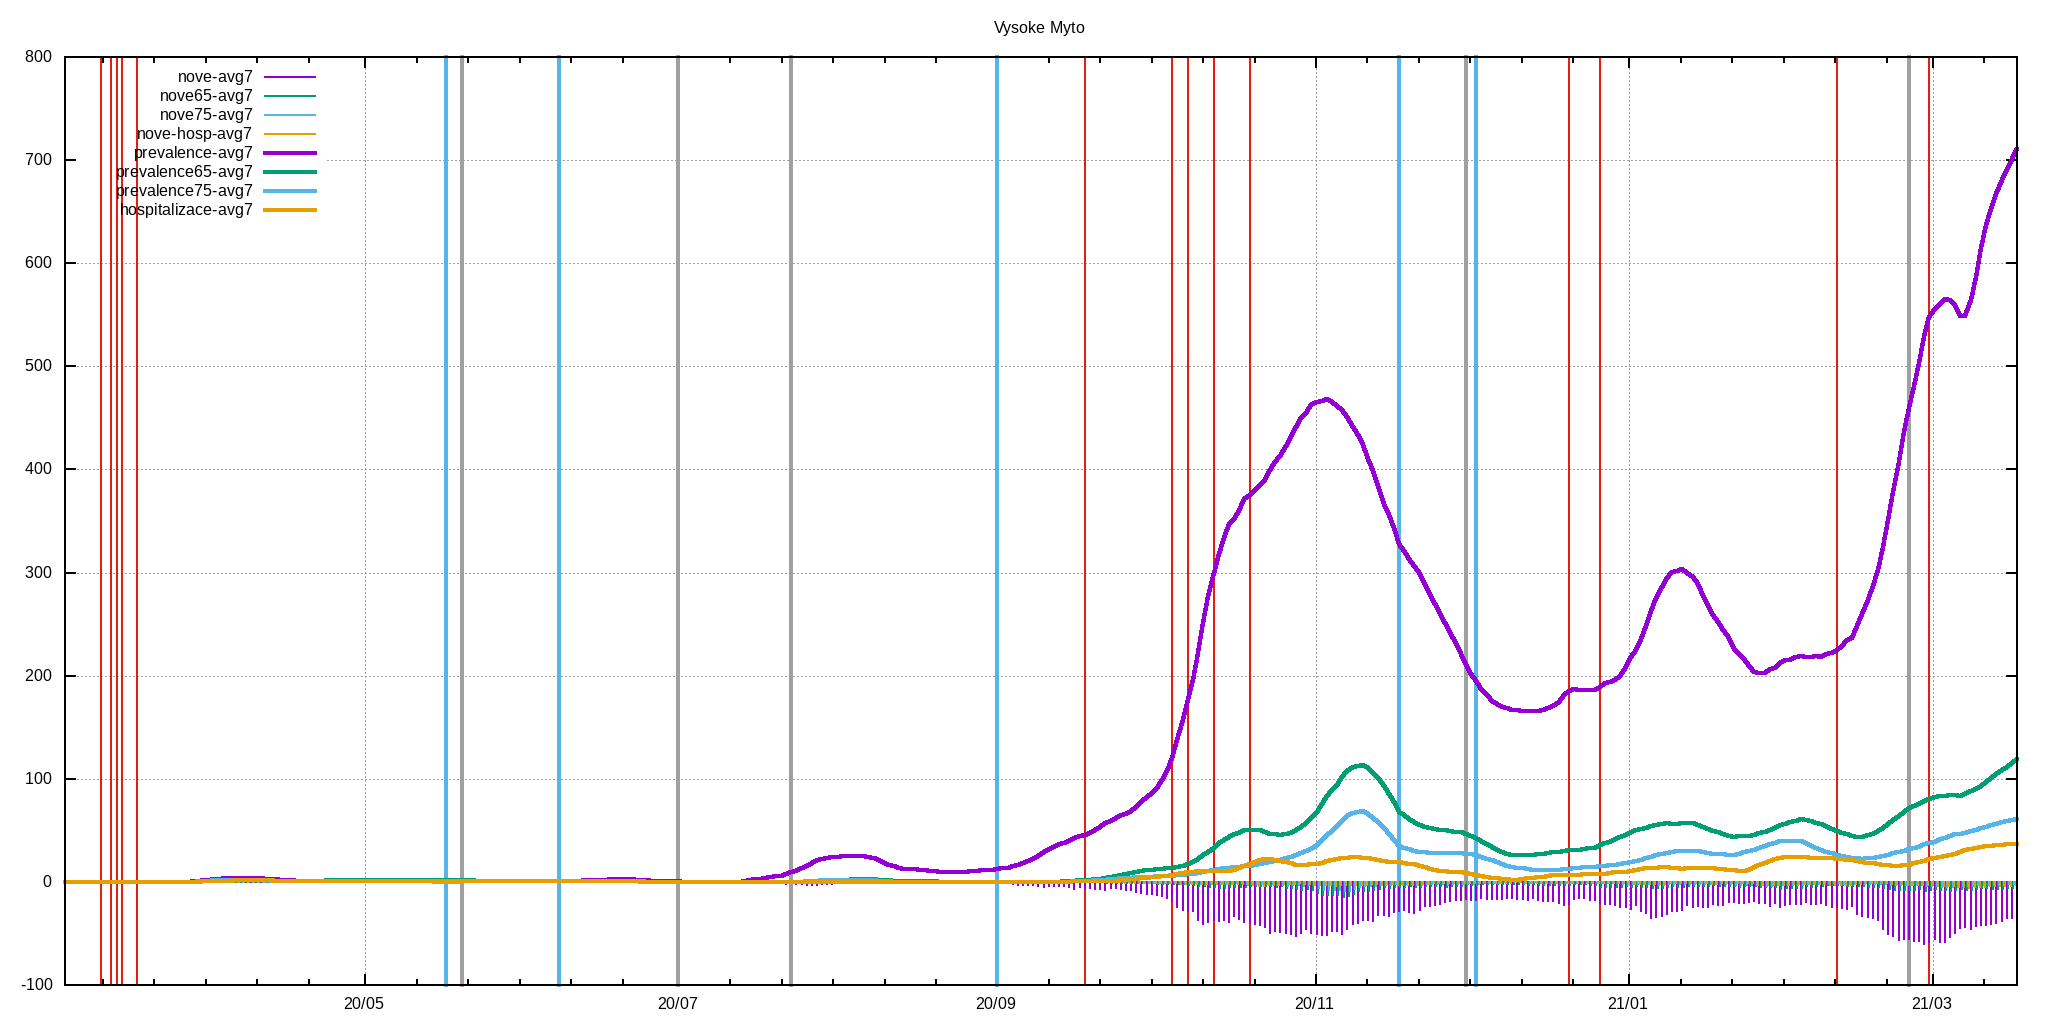 Vysoke Myto
800
700
600
500
400
300
200
100
0
-100
nove-avg7
nove65-avg7
nove75-avg7
nove-hosp-avg7
prevalence-avg7
prevalence65-avg7
prevalence75-avg7
hospitalizace-avg7
20/05 20/07 20/09 20/11 21/01 21/03